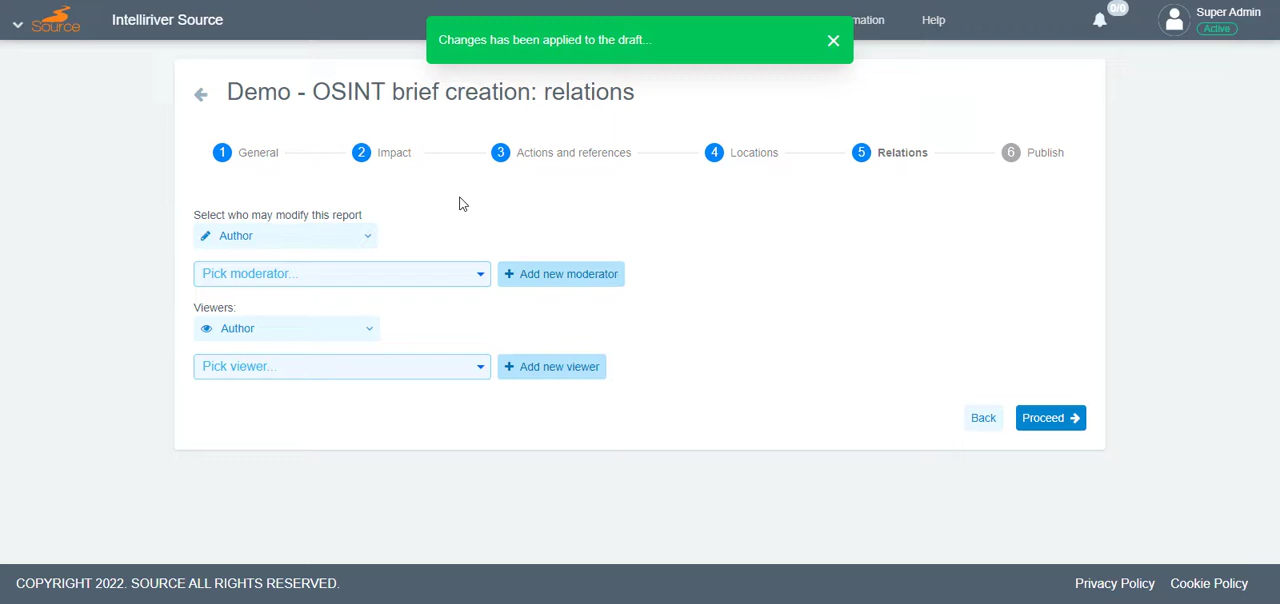 Source
Intelliriver Source
Changes has been applied to the draft...
mation
Help
0/0
Super Admin
Active
Demo - OSINT brief creation: relations
1 General
2 Impact
3 Actions and references
4 Locations
5 Relations
6 Publish
Select who may modify this report
Author
Pick moderator...
+ Add new moderator
Viewers:
Author
Pick viewer...
+ Add new viewer
Back
Proceed
COPYRIGHT 2022. SOURCE ALL RIGHTS RESERVED.
Privacy Policy
Cookie Policy